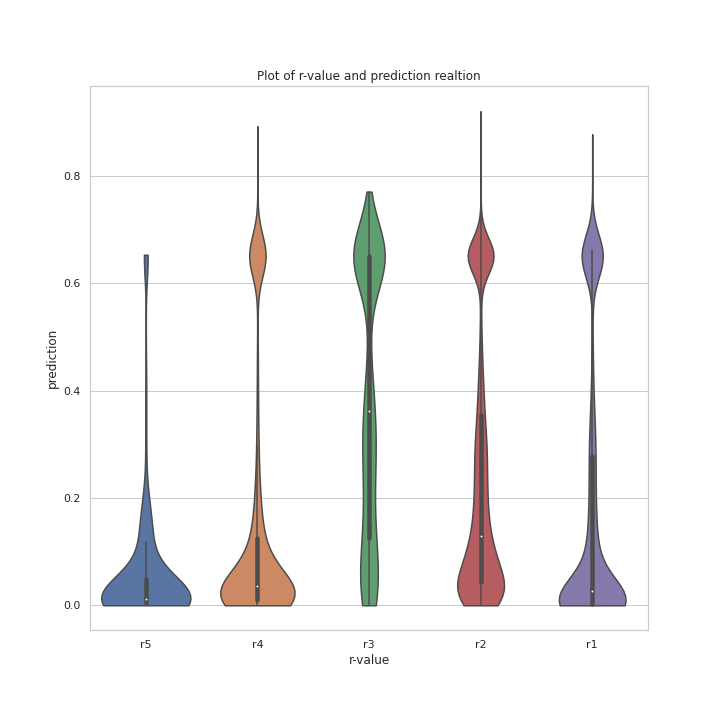 Plot of r-value and prediction realtion
0.8
0.6
0.4
0.2
0.0
prediction
r5 r4 r3 r2 r1
r-value